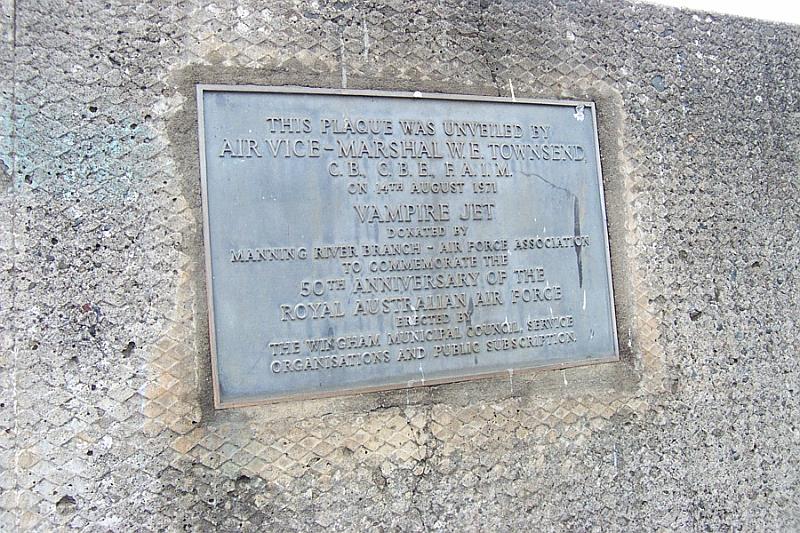 THIS PLAQUE WAS UNVEILED BY
AIR VICE-MARSHAL W.E. TOWNSEND,
C.B., C.B.E., F.A.I.M.
ON 14TH AUGUST 1971
VAMPIRE JET
DONATED BY
MANNING RIVER BRANCH - AIR FORCE ASSOCIATION
TO COMMEMORATE THE
50TH ANNIVERSARY OF THE
ROYAL AUSTRALIAN AIR FORCE
ERECTED BY
THE WINGHAM MUNICIPAL COUNCIL, SERVICE
ORGANISATIONS AND PUBLIC SUBSCRIPTION.